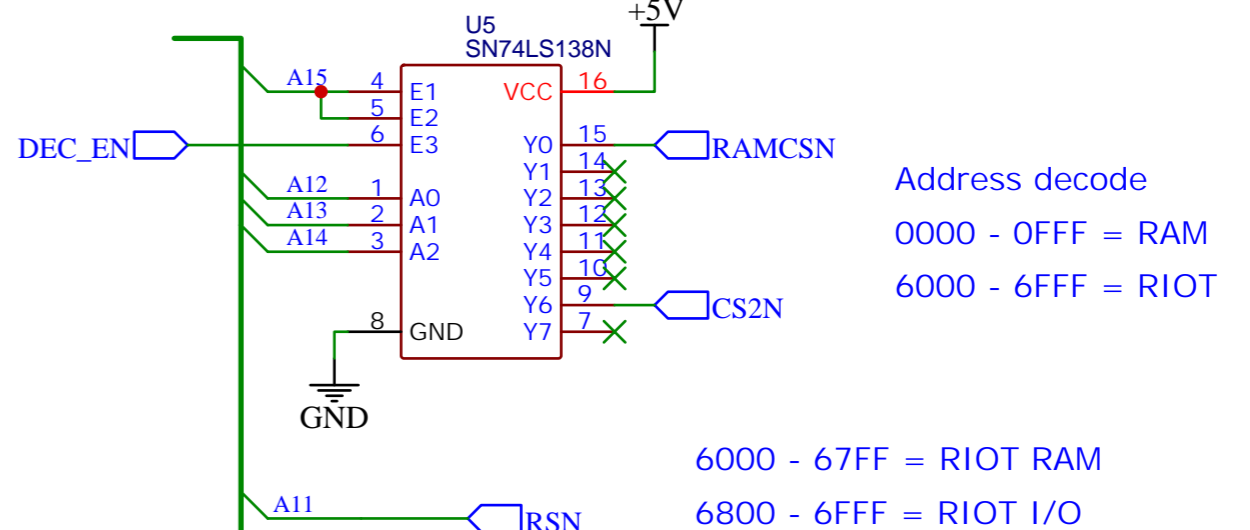 +5V
U5
SN74LS138N
A15 4 E1 VCC 16
5 E2
DEC_EN 6 E3 Y0 15 RAMCSN
Y1 14
A12 1 A0 Y2 13
A13 2 A1 Y3 12
A14 3 A2 Y4 11
Y5 10
Y6 9 CS2N
8 GND Y7 7
GND
Address decode
0000 - 0FFF = RAM
6000 - 6FFF = RIOT
6000 - 67FF = RIOT RAM
6800 - 6FFF = RIOT I/O
A11 RSN